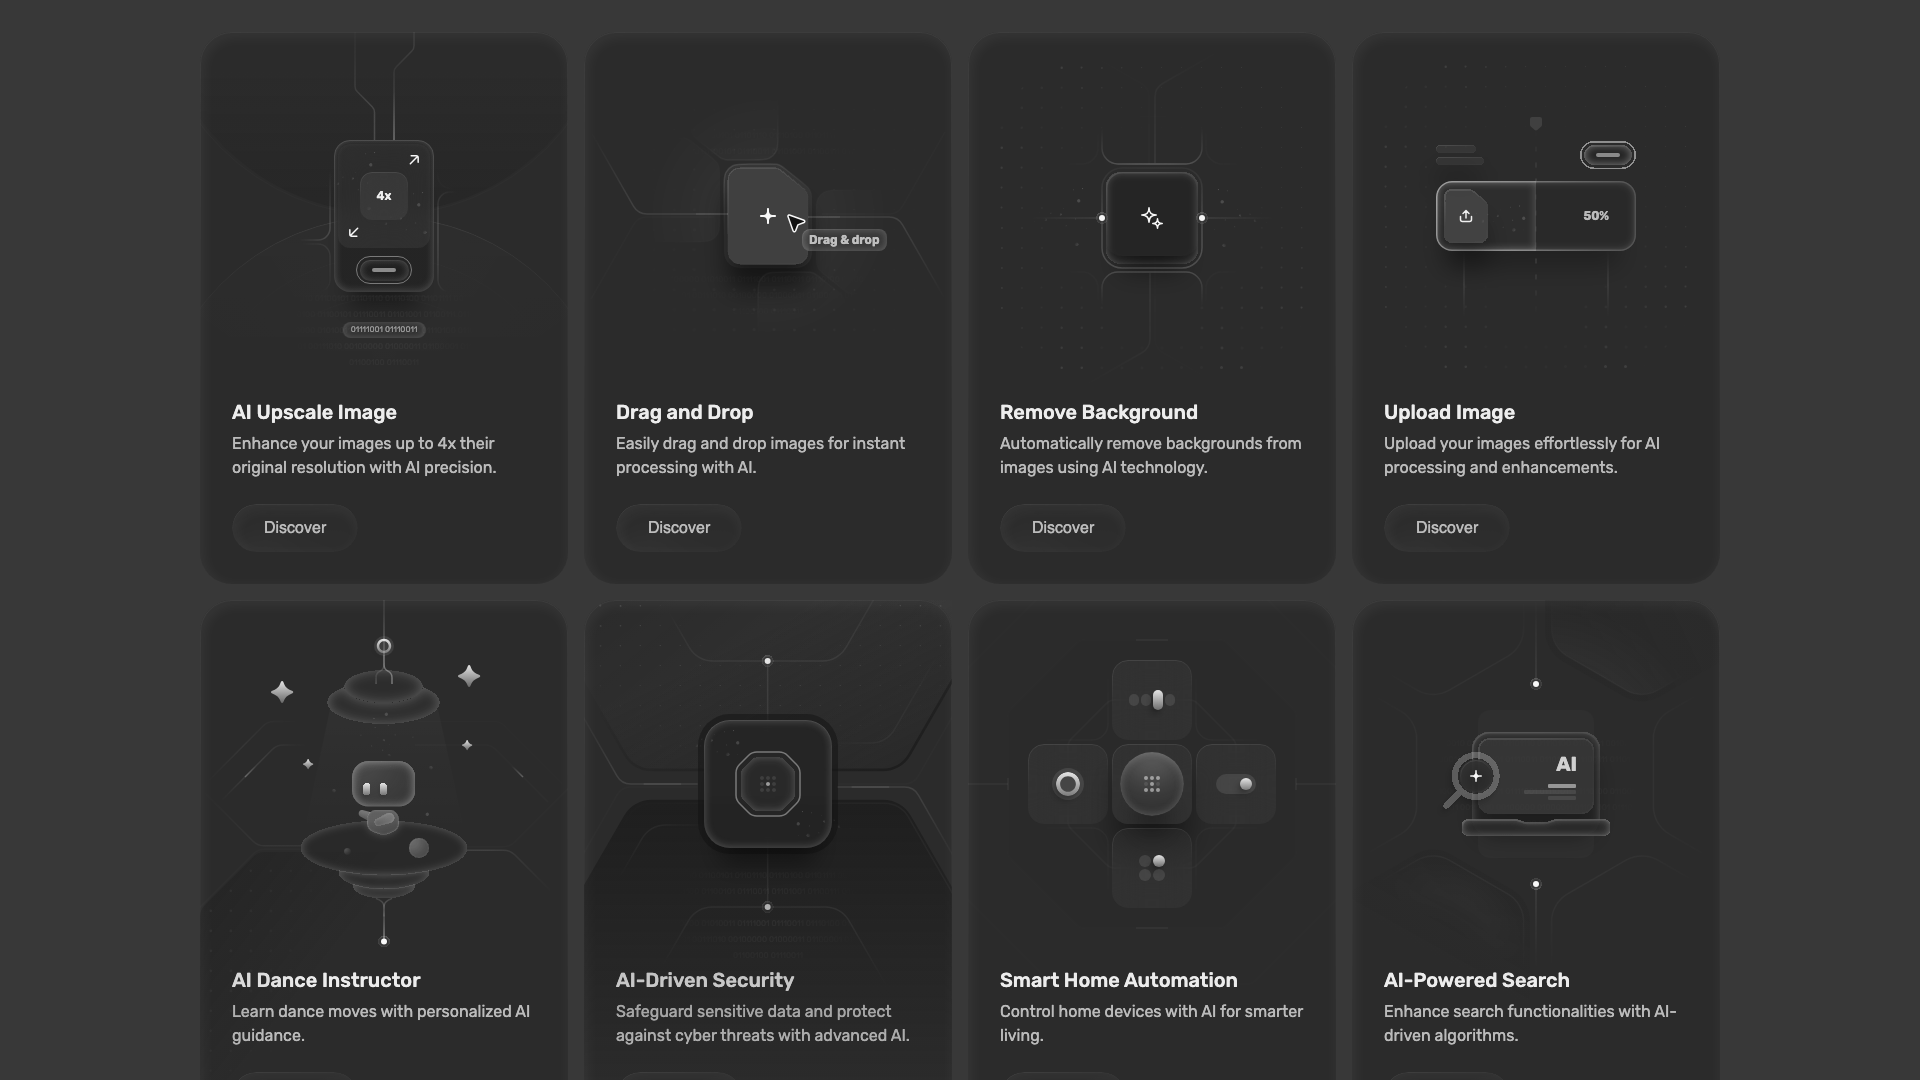 4x
01111001 01110011
AI Upscale Image
Enhance your images up to 4x their
original resolution with AI precision.
Discover
Drag & drop
Drag and Drop
Easily drag and drop images for instant
processing with AI.
Discover
Remove Background
Automatically remove backgrounds from
images using AI technology.
Discover
50%
Upload Image
Upload your images effortlessly for AI
processing and enhancements.
Discover
AI Dance Instructor
Learn dance moves with personalized AI
guidance.
AI-Driven Security
Safeguard sensitive data and protect
against cyber threats with advanced AI.
Smart Home Automation
Control home devices with AI for smarter
living.
AI
AI-Powered Search
Enhance search functionalities with AI-
driven algorithms.